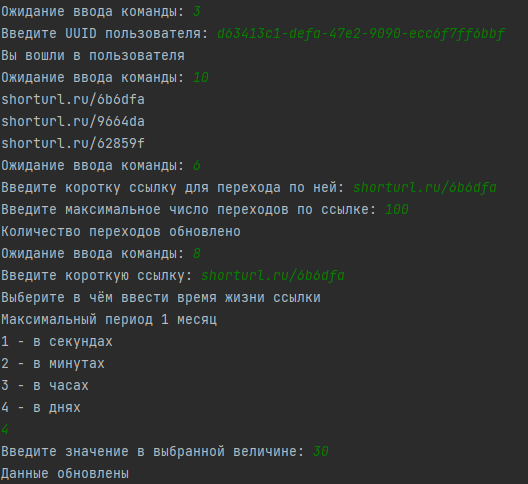 Ожидание ввода команды: 3
Введите UUID пользователя: d63413c1-defa-47e2-9090-ecc6f7ff6bbf
Вы вошли в пользователя
Ожидание ввода команды: 10
shorturl.ru/6b6dfa
shorturl.ru/9664da
shorturl.ru/62859f
Ожидание ввода команды: 6
Введите коротку ссылку для перехода по ней: shorturl.ru/6b6dfa
Введите максимальное число переходов по ссылке: 100
Количество переходов обновлено
Ожидание ввода команды: 8
Введите короткую ссылку: shorturl.ru/6b6dfa
Выберите в чём ввести время жизни ссылки
Максимальный период 1 месяц
1 - в секундах
2 - в минутах
3 - в часах
4 - в днях
4
Введите значение в выбранной величине: 30
Данные обновлены